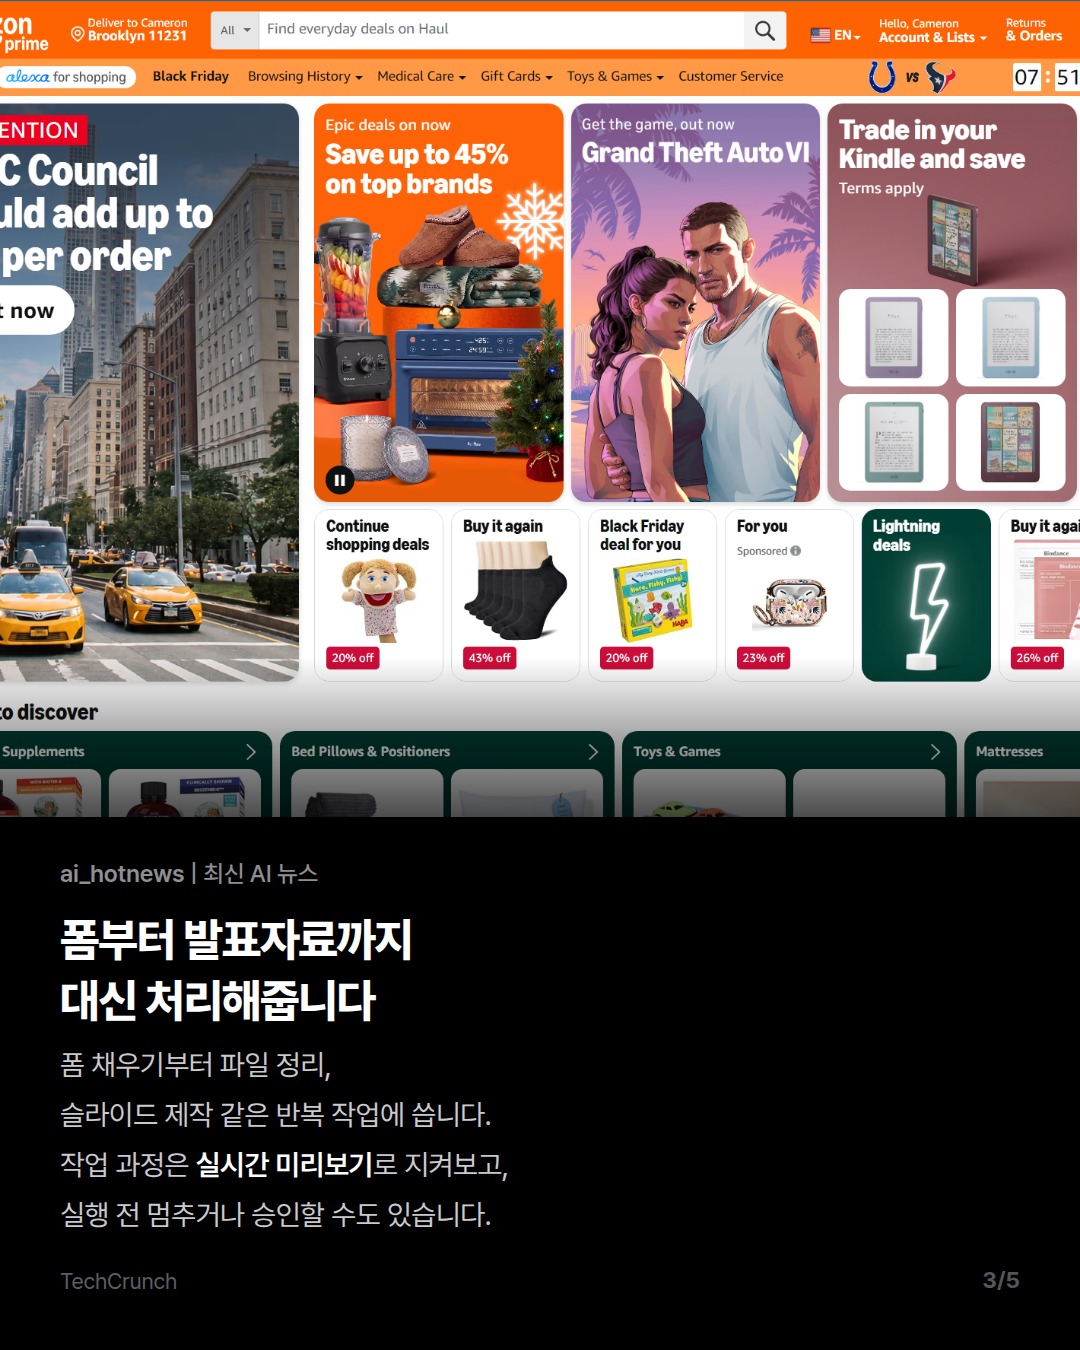 zon
prime
Deliver to Cameron
Brooklyn 11231
All
Find everyday deals on Haul
EN
Hello, Cameron
Account & Lists
Returns
& Orders
alexa for shopping
Black Friday
Browsing History
Medical Care
Gift Cards
Toys & Games
Customer Service
VS
07 : 51
ENTION
C Council
uld add up to
per order
t now
Epic deals on now
Save up to 45%
on top brands
Get the game, out now
Grand Theft Auto VI
Trade in your
Kindle and save
Terms apply
Continue
shopping deals
20% off
Buy it again
43% off
Black Friday
deal for you
Here, Fishy, Fishy!
HABA
20% off
For you
Sponsored
23% off
Lightning
deals
Buy it agai
26% off
to discover
Supplements
Bed Pillows & Positioners
Toys & Games
Mattresses
ai_hotnews | 최신 AI 뉴스
폼부터 발표자료까지
대신 처리해줍니다
폼 채우기부터 파일 정리,
슬라이드 제작 같은 반복 작업에 씁니다.
작업 과정은 실시간 미리보기로 지켜보고,
실행 전 멈추거나 승인할 수도 있습니다.
TechCrunch
3/5